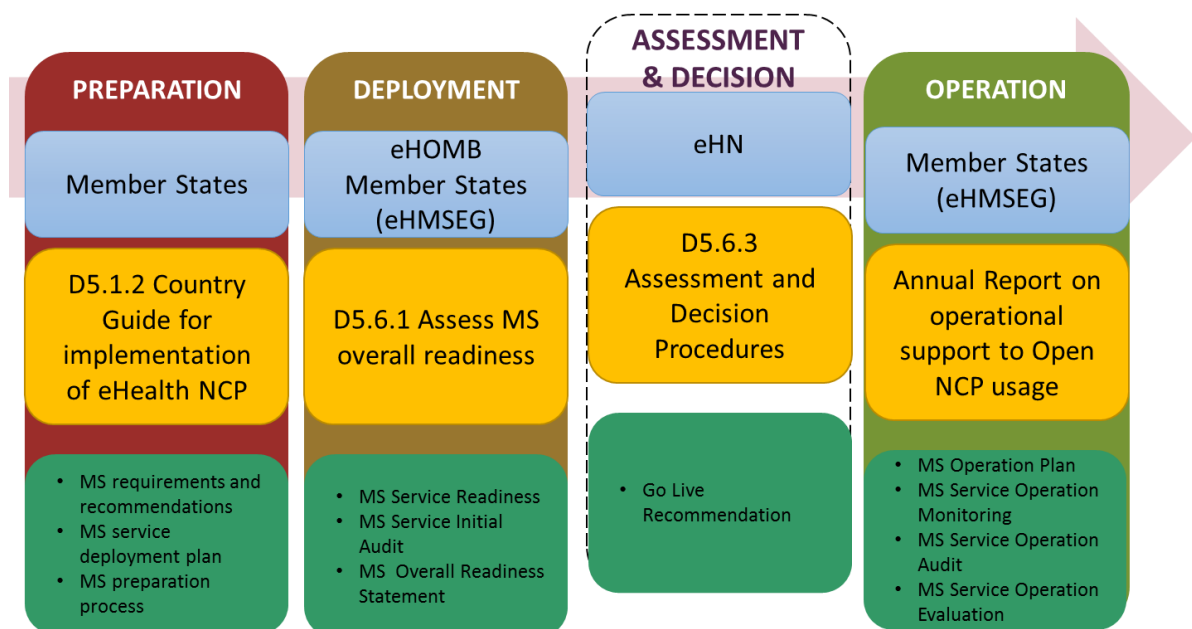 PREPARATION
Member States
D5.1.2 Country
Guide for
implementation
of eHealth NCP
• MS requirements and
recommendations
• MS service
deployment plan
• MS preparation
process
DEPLOYMENT
eHOMB
Member States
(eHMSEG)
D5.6.1 Assess MS
overall readiness
• MS Service Readiness
• MS Service Initial
Audit
• MS Overall Readiness
Statement
ASSESSMENT
& DECISION
eHN
D5.6.3
Assessment and
Decision
Procedures
• Go Live
Recommendation
OPERATION
Member States
(eHMSEG)
Annual Report on
operational
support to Open
NCP usage
• MS Operation Plan
• MS Service Operation
Monitoring
• MS Service Operation
Audit
• MS Service Operation
Evaluation